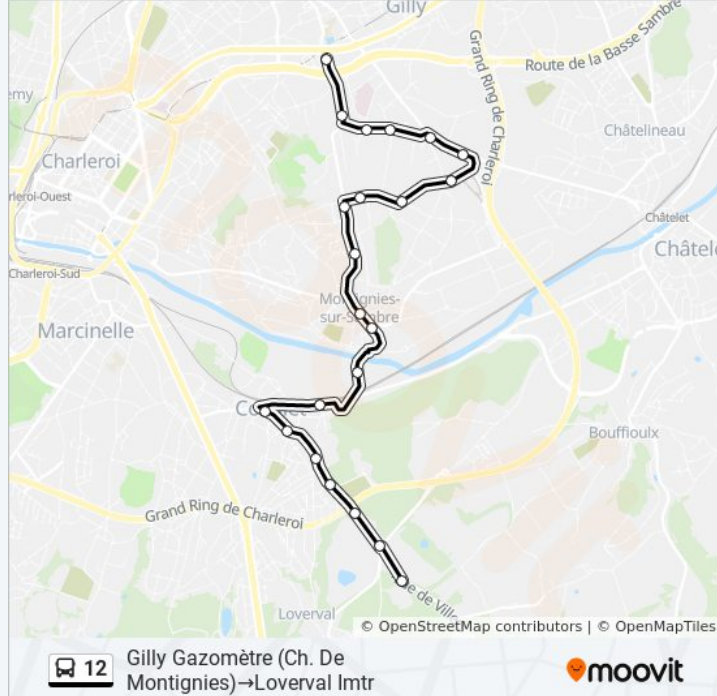 Gilly
Route de la Basse Sambre
Grand Ring de Charleroi
emy
Châtelineau
Charleroi
rleroi-Ouest
Châtelet
Châtel
Charleroi-Sud
Montignies-
sur-Sambre
Marcinelle
Bouffioulx
Grand Ring de Charleroi
Loverval
de Ville
© OpenStreetMap contributors | © OpenMapTiles
12
Gilly Gazomètre (Ch. De
Montignies)→Loverval Imtr
moovit